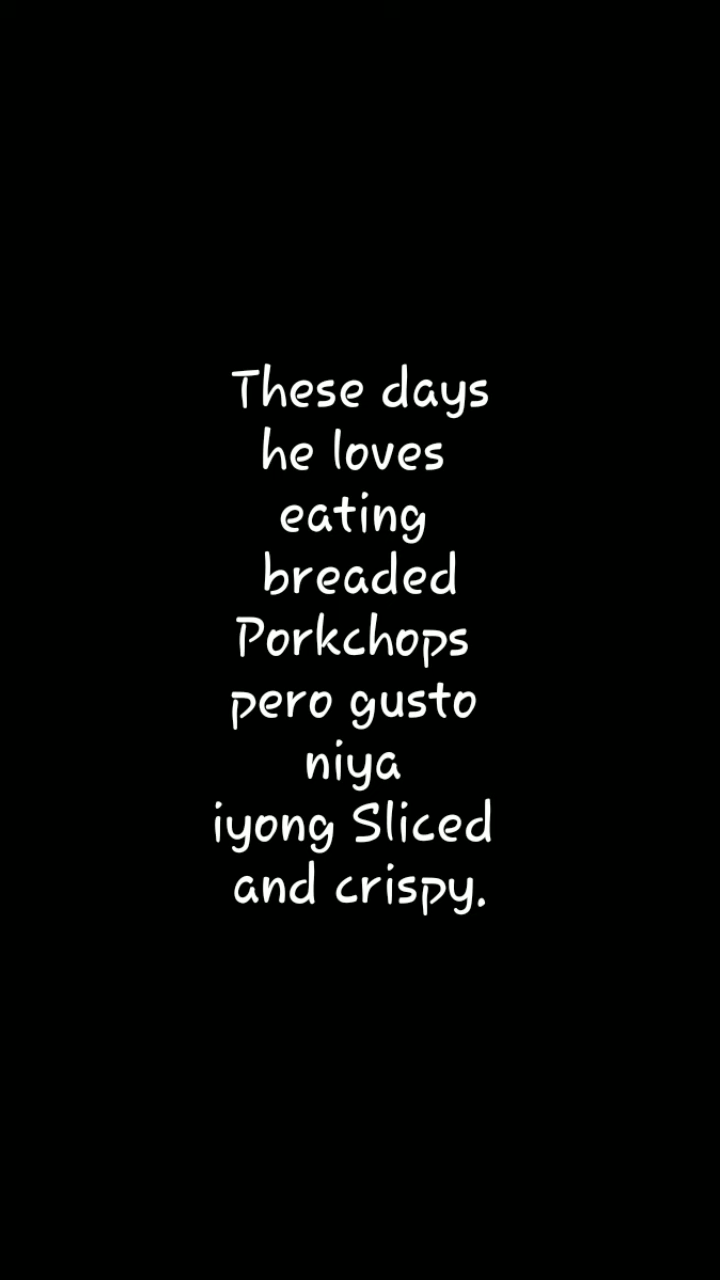 These days
he loves
eating
breaded
Porkchops
pero gusto
niya
iyong Sliced
and crispy.